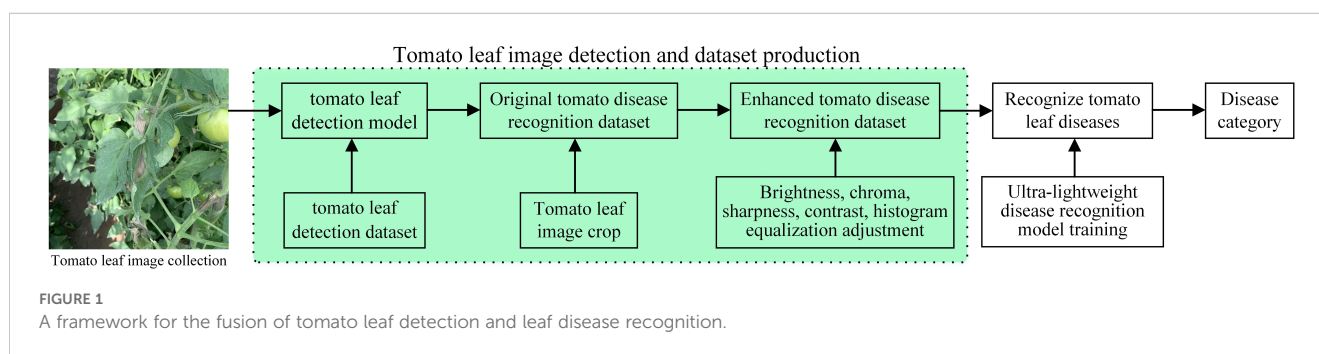 Tomato leaf image detection and dataset production
tomato leaf
detection model
Original tomato disease
recognition dataset
Enhanced tomato disease
recognition dataset
Recognize tomato
leaf diseases
Disease
category
tomato leaf
detection dataset
Tomato leaf
image crop
Brightness, chroma,
sharpness, contrast, histogram
equalization adjustment
Ultra-lightweight
disease recognition
model training
Tomato leaf image collection
FIGURE 1
A framework for the fusion of tomato leaf detection and leaf disease recognition.